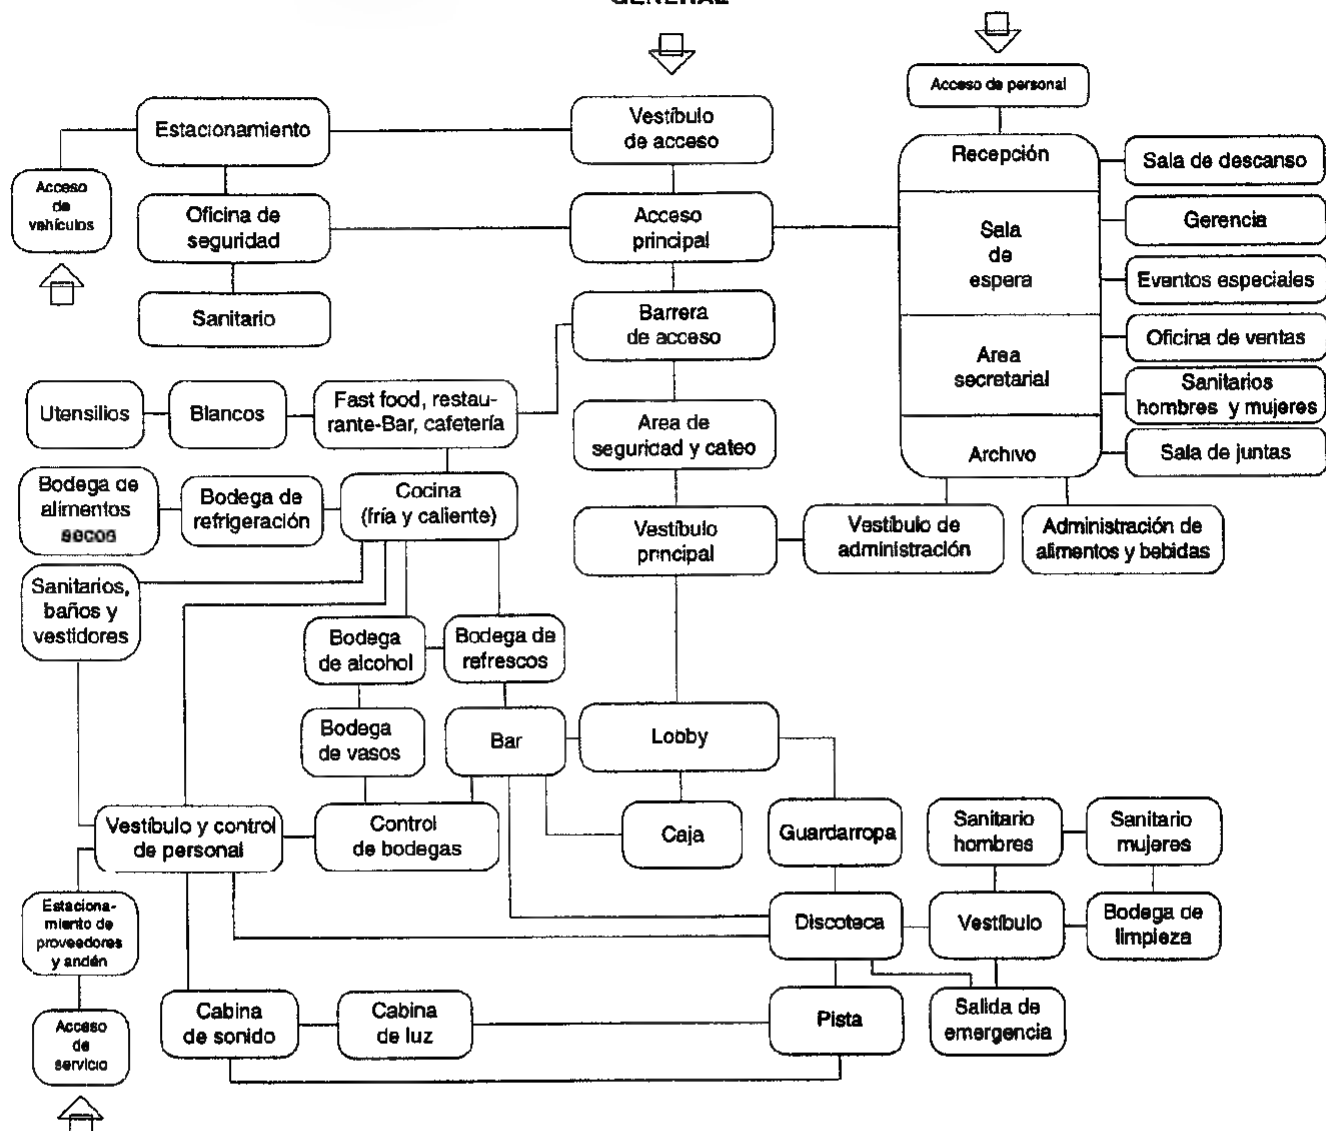 GENERAL
Acceso de personal
Estacionamiento
Vestíbulo
de acceso
Recepción
Sala de descanso
Acceso
de
vehículos
Oficina de
seguridad
Acceso
principal
Sala
de
espera
Gerencia
Eventos especiales
Sanitario
Barrera
de acceso
Oficina de ventas
Area
secretarial
Sanitarios
hombres y mujeres
Utensilios
Blancos
Fast food, restau-
rante-Bar, cafetería
Area de
seguridad y cateo
Archivo
Sala de juntas
Bodega de
alimentos
secos
Bodega de
refrigeración
Cocina
(fría y caliente)
Vestíbulo
principal
Vestíbulo de
administración
Administración de
alimentos y bebidas
Sanitarios,
baños y
vestidores
Bodega
de alcohol
Bodega de
refrescos
Bodega
de vasos
Bar
Lobby
Vestíbulo y control
de personal
Control
de bodegas
Caja
Guardarropa
Sanitario
hombres
Sanitario
mujeres
Estaciona-
miento de
proveedores
y andén
Discoteca
Vestíbulo
Bodega de
limpieza
Acceso
de
servicio
Cabina
de sonido
Cabina
de luz
Pista
Salida de
emergencia